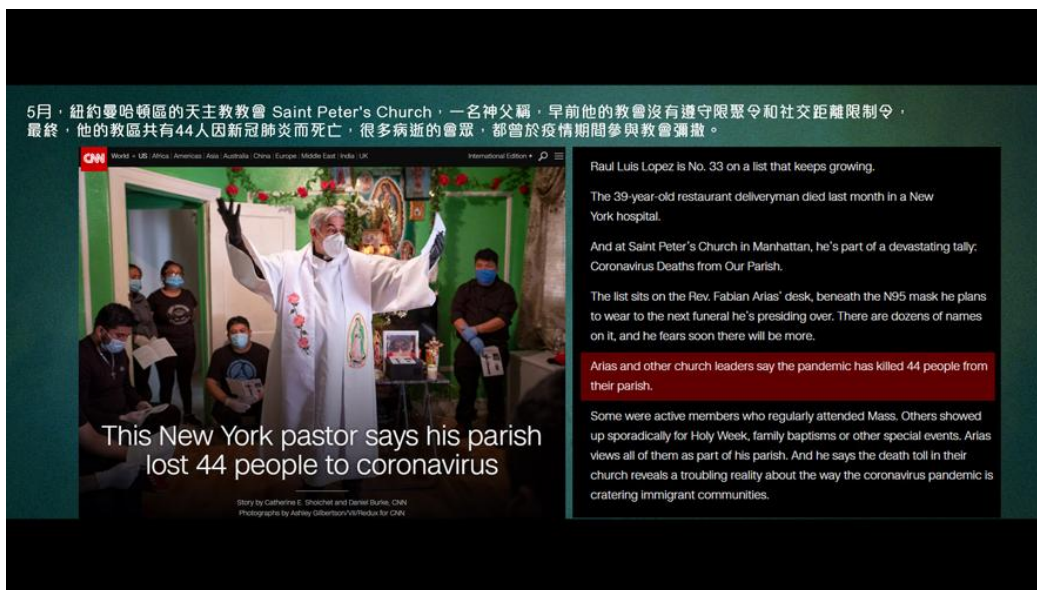 5月，紐約曼哈頓區的天主教教會 Saint Peter's Church，一名神父稱，早前他的教會沒有遵守限聚令和社交距離限制令，
最終，他的教區共有44人因新冠肺炎而死亡，很多病逝的會眾，都曾於疫情期間參與教會彌撒。
CNN World + US Africa Americas Asia Australia China Europe Middle East India UK International Edition +
This New York pastor says his parish
lost 44 people to coronavirus
Story by Catherine E. Shoichet and Daniel Burke, CNN
Photographs by Ashley Gilbertson/VII/Redux for CNN
Raul Luis Lopez is No. 33 on a list that keeps growing.
The 39-year-old restaurant deliveryman died last month in a New
York hospital.
And at Saint Peter's Church in Manhattan, he's part of a devastating tally:
Coronavirus Deaths from Our Parish.
The list sits on the Rev. Fabian Arias' desk, beneath the N95 mask he plans
to wear to the next funeral he's presiding over. There are dozens of names
on it, and he fears soon there will be more.
Arias and other church leaders say the pandemic has killed 44 people from
their parish.
Some were active members who regularly attended Mass. Others showed
up sporadically for Holy Week, family baptisms or other special events. Arias
views all of them as part of his parish. And he says the death toll in their
church reveals a troubling reality about the way the coronavirus pandemic is
cratering immigrant communities.